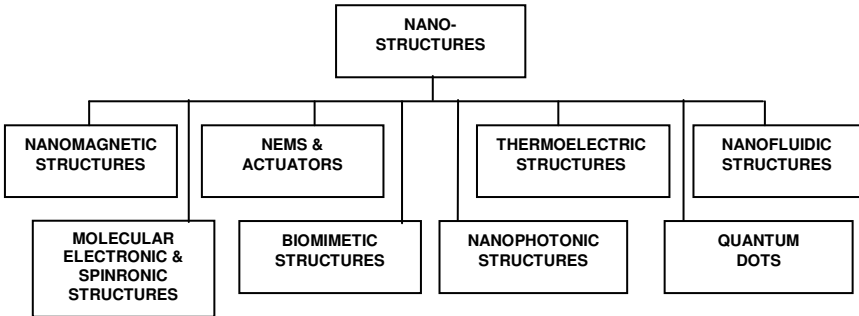 NANO-
STRUCTURES
NANOMAGNETIC
STRUCTURES
NEMS &
ACTUATORS
THERMOELECTRIC
STRUCTURES
NANOFLUIDIC
STRUCTURES
MOLECULAR
ELECTRONIC &
SPINRONIC
STRUCTURES
BIOMIMETIC
STRUCTURES
NANOPHOTONIC
STRUCTURES
QUANTUM
DOTS